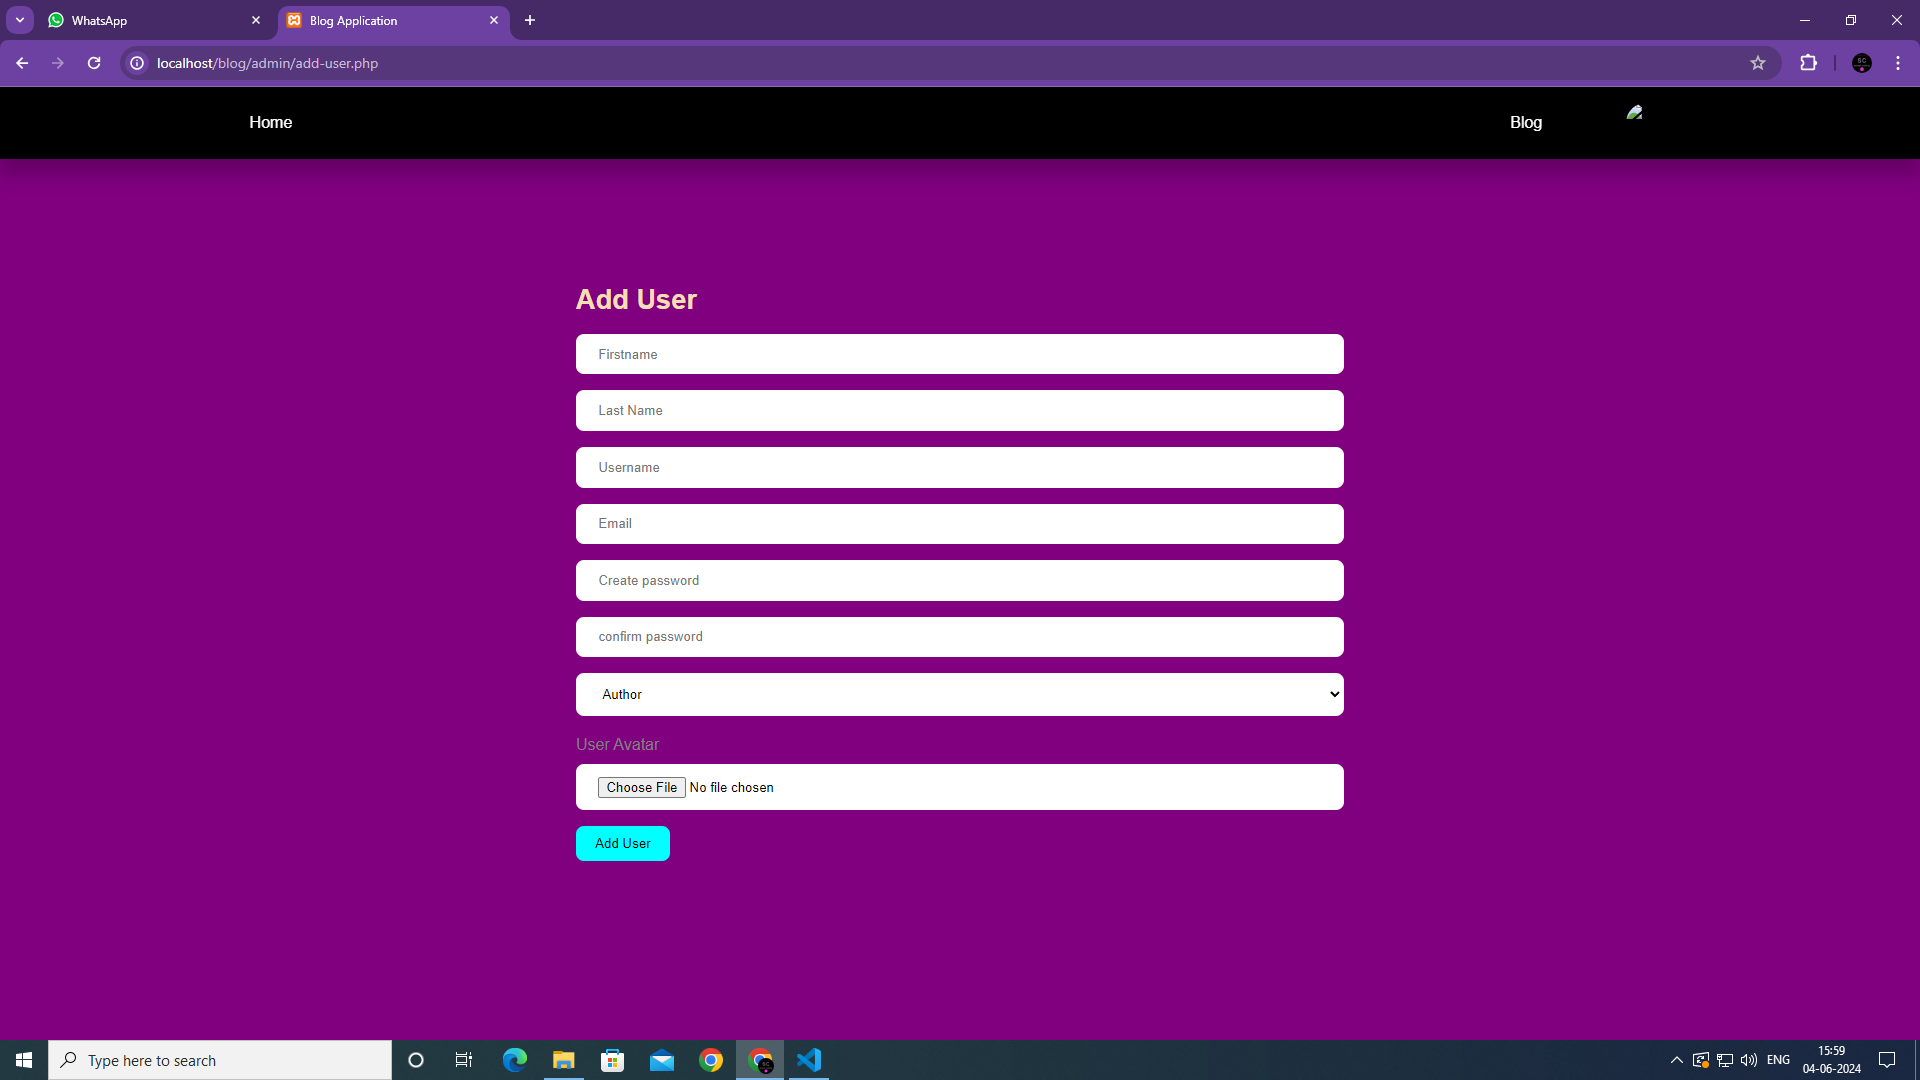 WhatsApp
Blog Application
localhost/blog/admin/add-user.php
Home
Blog
Add User
Firstname
Last Name
Username
Email
Create password
confirm password
Author
User Avatar
Choose File No file chosen
Add User
Type here to search
ENG
15:59
04-06-2024